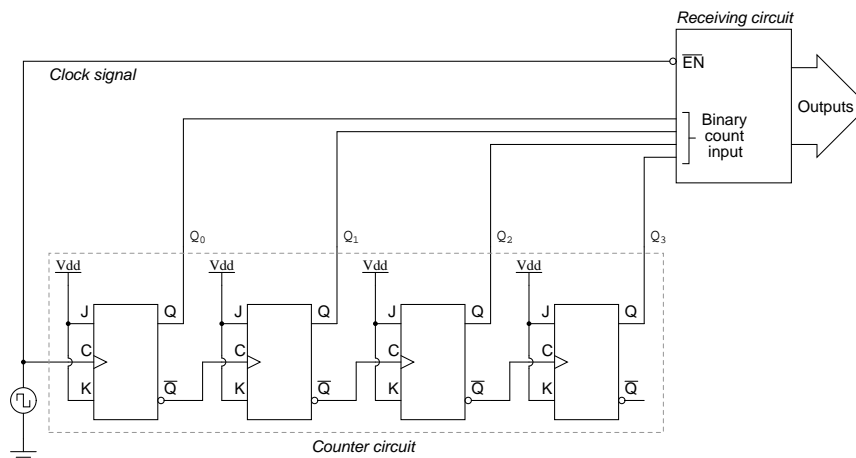 Receiving circuit
Clock signal
EN
Outputs
Binary
count
input
Q0 Q1 Q2 Q3
Vdd Vdd Vdd Vdd
J Q J Q J Q J Q
C C C C
K Q K Q K Q K Q
Counter circuit